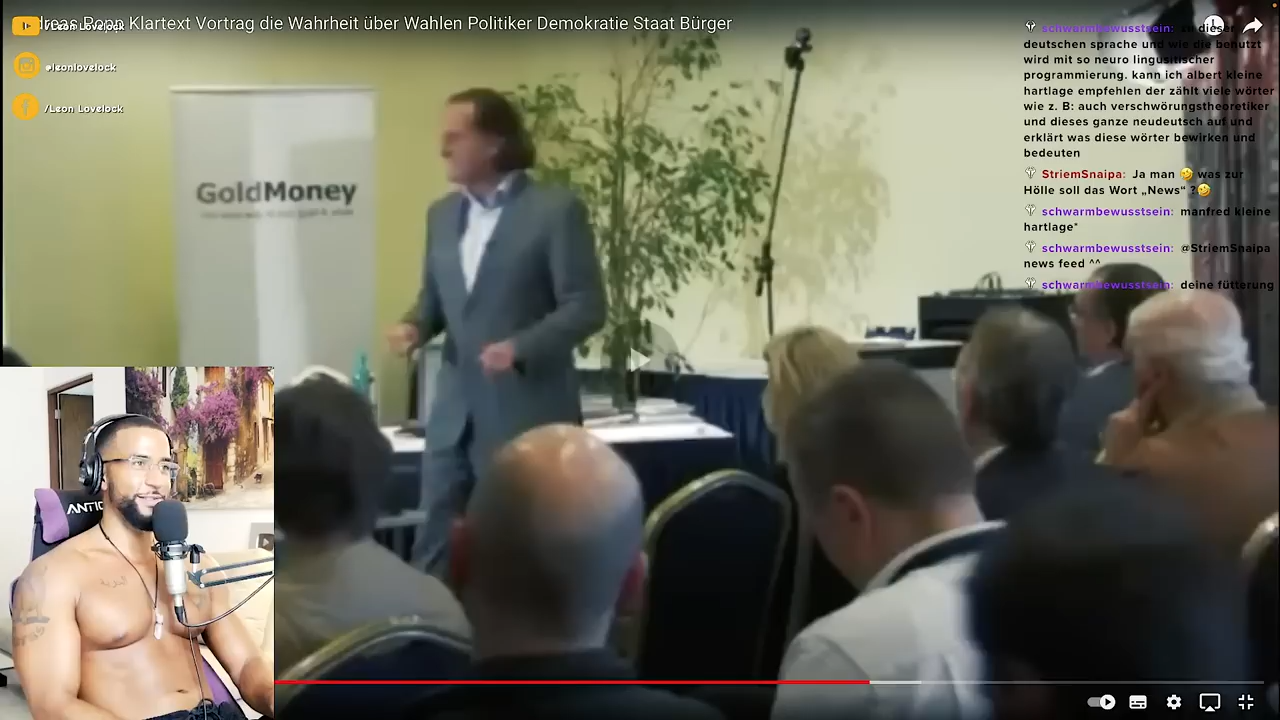 dreas Popp Klartext Vortrag die Wahrheit über Wahlen Politiker Demokratie Staat Bürger
/Leon Lovelock
@leonlovelock
/Leon Lovelock
GoldMoney
ANTI
schwarmbewusstsein: zu dieser
deutschen sprache und wie die benutzt
wird mit so neuro lingusitischer
programmierung. kann ich albert kleine
hartlage empfehlen der zählt viele wörter
wie z. B: auch verschwörungstheoretiker
und dieses ganze neudeutsch auf und
erklärt was diese wörter bewirken und
bedeuten
StriemSnaipa: Ja man 🤣 was zur
Hölle soll das Wort „News“ ?🤣
schwarmbewusstsein: manfred kleine
hartlage*
schwarmbewusstsein: @StriemSnaipa
news feed ^^
schwarmbewusstsein: deine fütterung